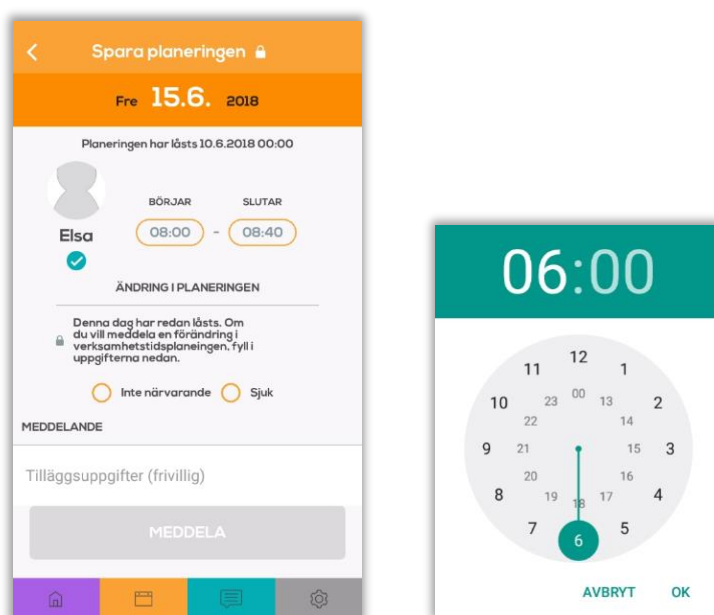 Spara planeringen
Fre 15.6. 2018
Planeringen har låsts 10.6.2018 00:00
BÖRJAR SLUTAR
Elsa 08:00 - 08:40
ÄNDRING I PLANERINGEN
Denna dag har redan låsts. Om
du vill meddela en förändring i
verksamhetstidsplaneingen, fyll i
uppgifterna nedan.
Inte närvarande Sjuk
MEDDELANDE
Tilläggsuppgifter (frivillig)
MEDDELA
06:00
12
11 1
00
23 13
10 2
22 14
9 21 15 3
20 16
8 4
19 17
18
7 5
6
AVBRYT OK